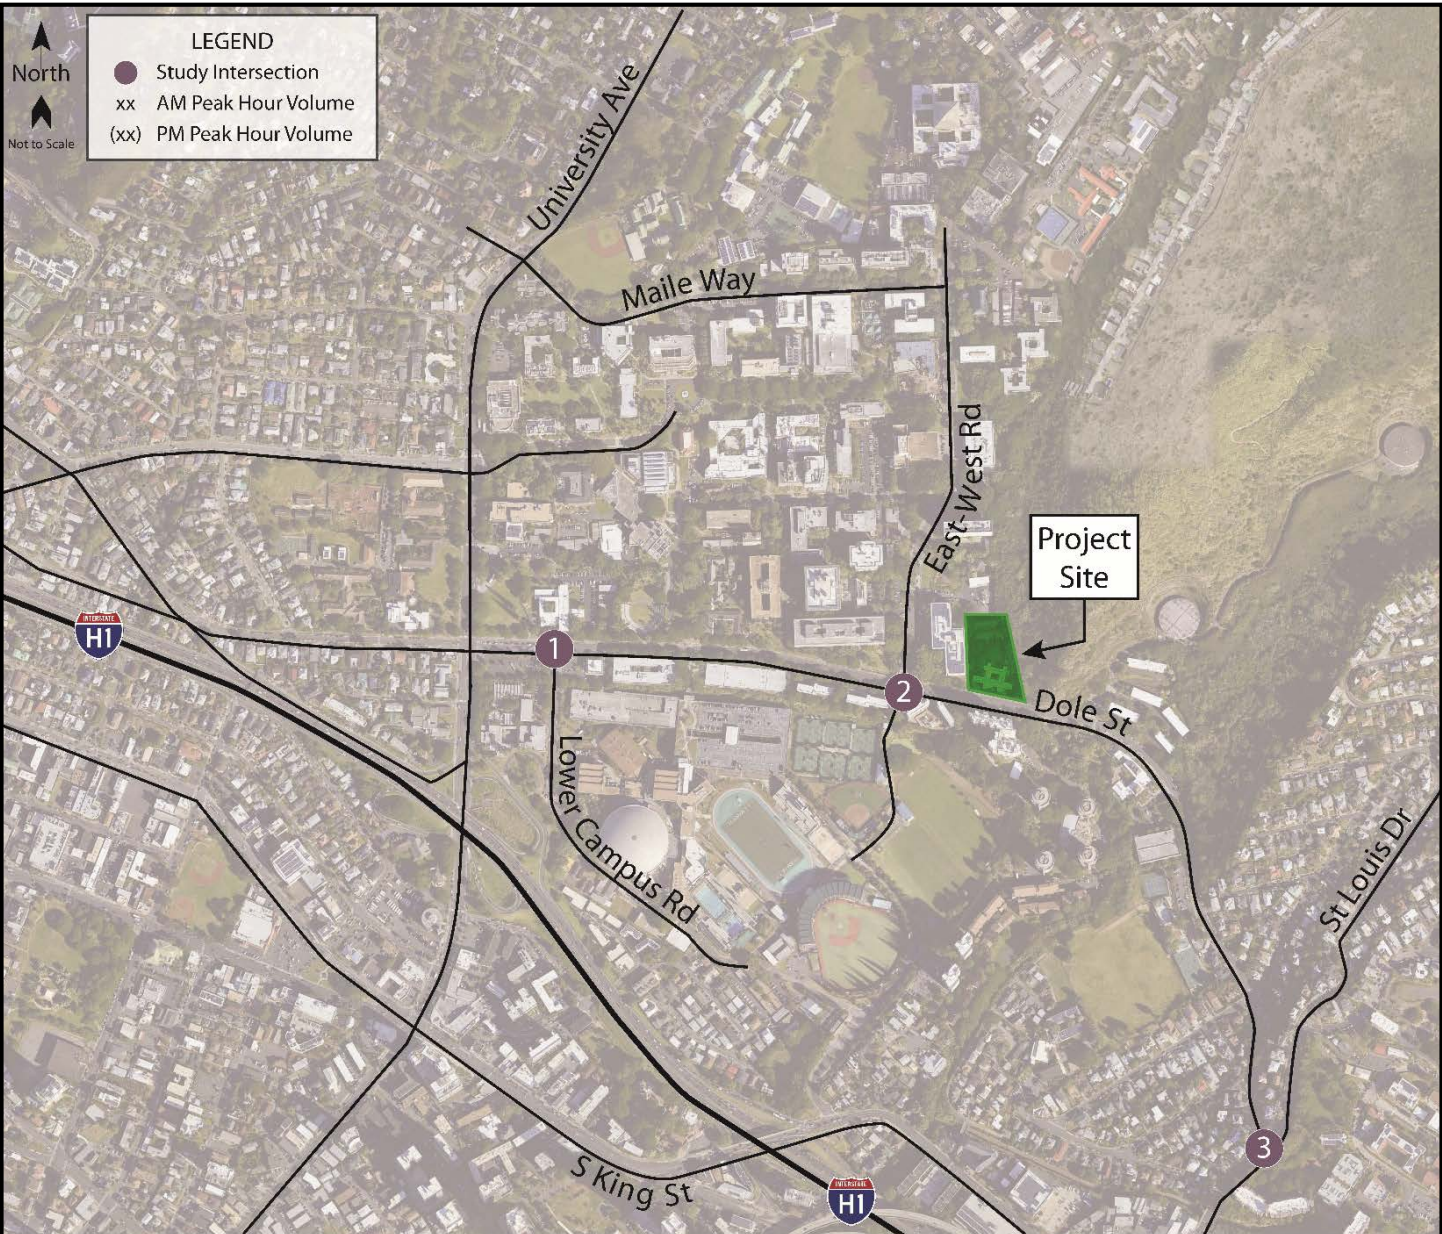 LEGEND
Study Intersection
xx AM Peak Hour Volume
(xx) PM Peak Hour Volume
North
Not to Scale
University Ave
Maile Way
East-West Rd
Project
Site
INTERSTATE
H1
1
2
Dole St
Lower Campus Rd
St Louis Dr
3
S King St
INTERSTATE
H1